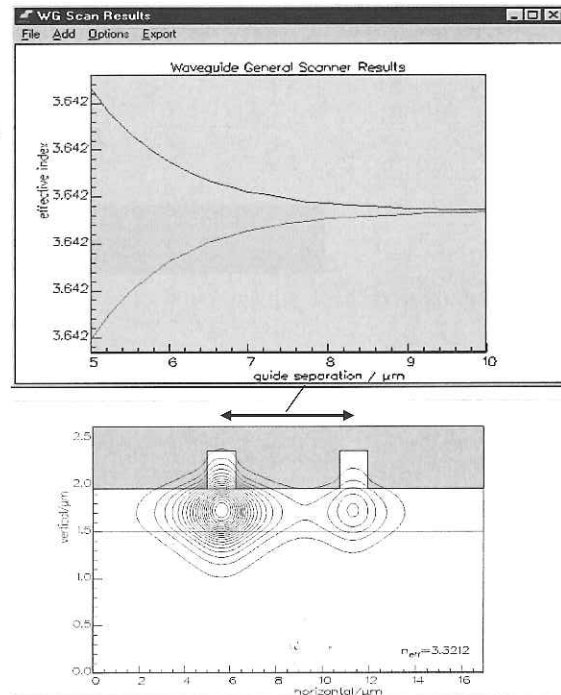 WG Scan Results
File Add Options Export
Waveguide General Scanner Results
effective index
3.642
3.642
3.642
3.642
3.642
3.642
5 6 7 8 9 10
guide separation / µm
vertical/µm
2.5
2.0
1.5
1.0
0.5
0.0
n_eff=3.3212
0 2 4 6 8 10 12 14 16
horizontal/µm